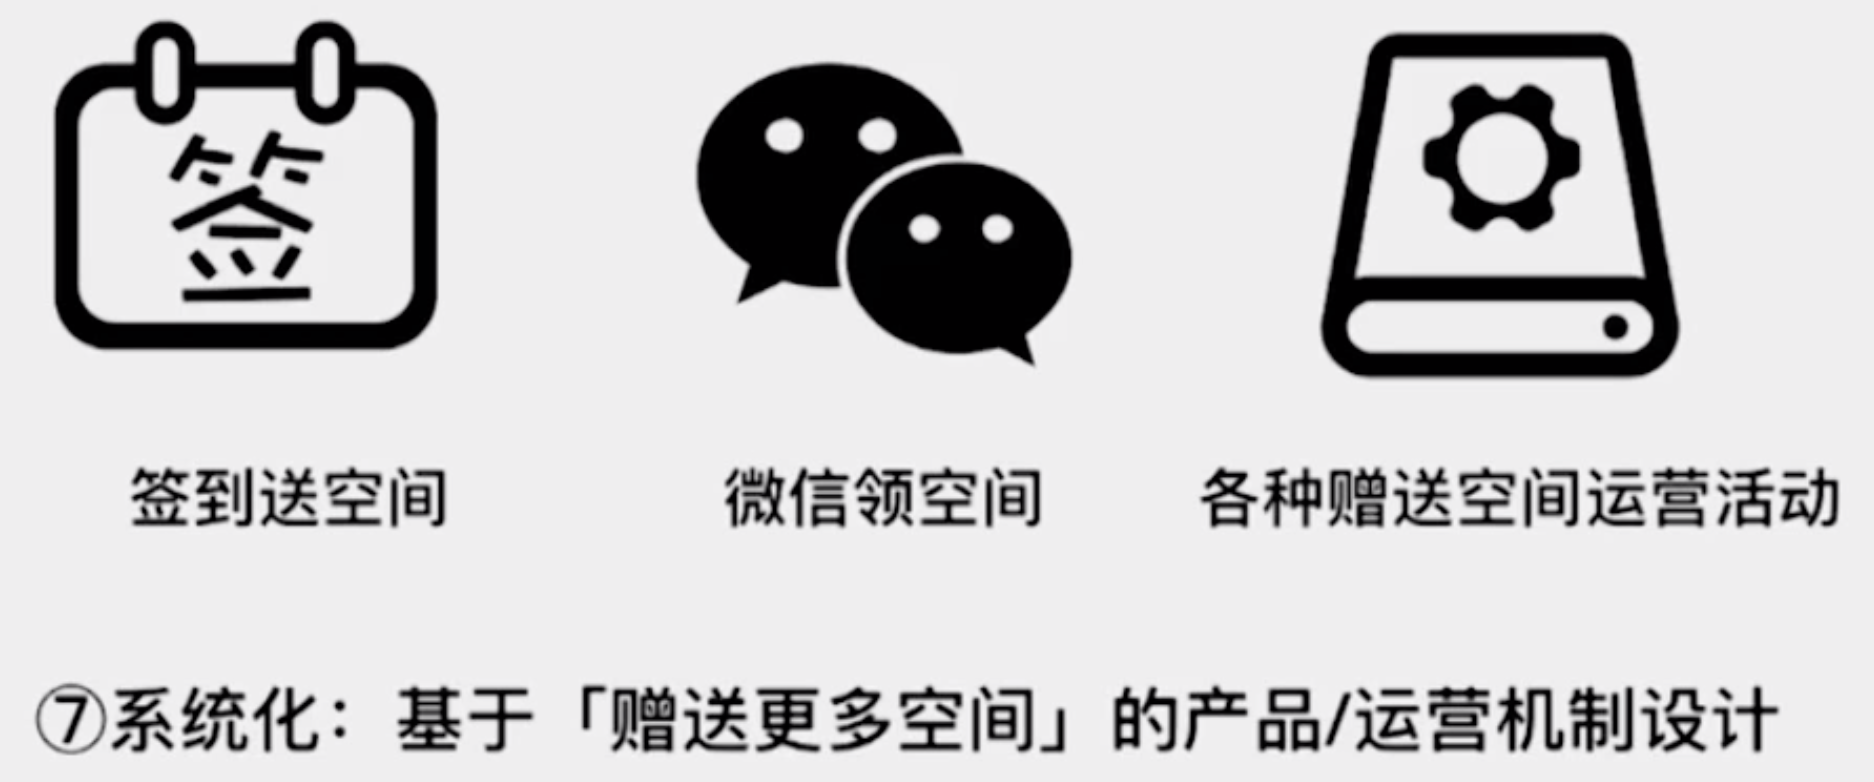 签
签到送空间
微信领空间
各种赠送空间运营活动
⑦系统化：基于「赠送更多空间」的产品/运营机制设计